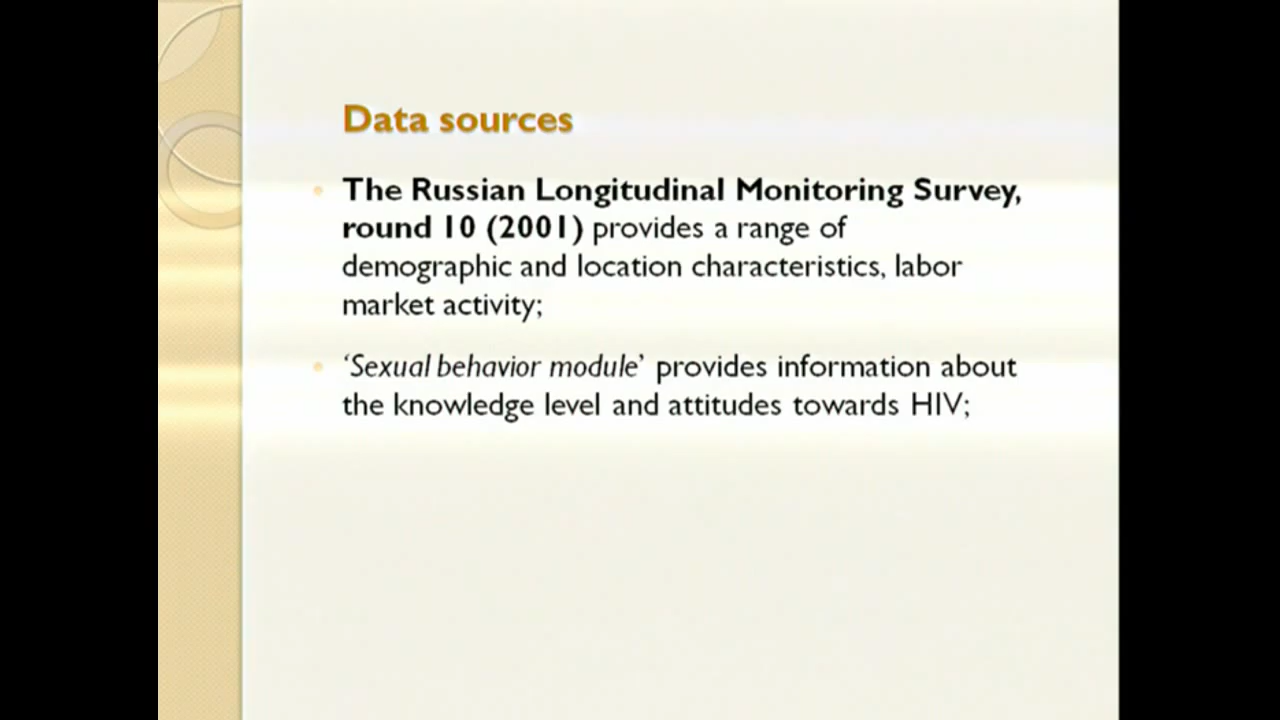 Data sources
The Russian Longitudinal Monitoring Survey,
round 10 (2001) provides a range of
demographic and location characteristics, labor
market activity;
‘Sexual behavior module’ provides information about
the knowledge level and attitudes towards HIV;